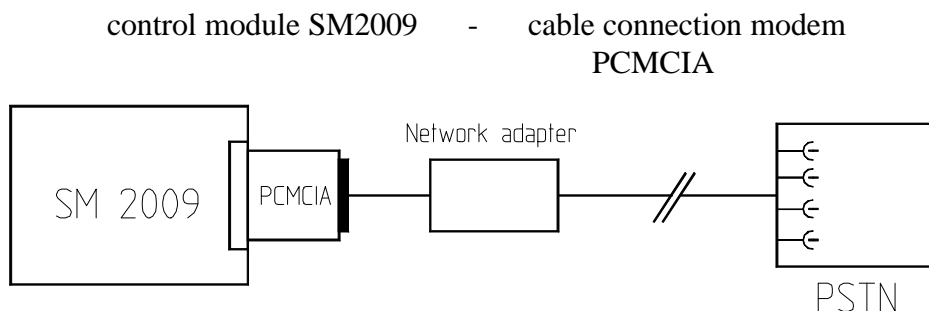 control module SM2009 - cable connection modem
PCMCIA
Network adapter
SM 2009
PCMCIA
PSTN